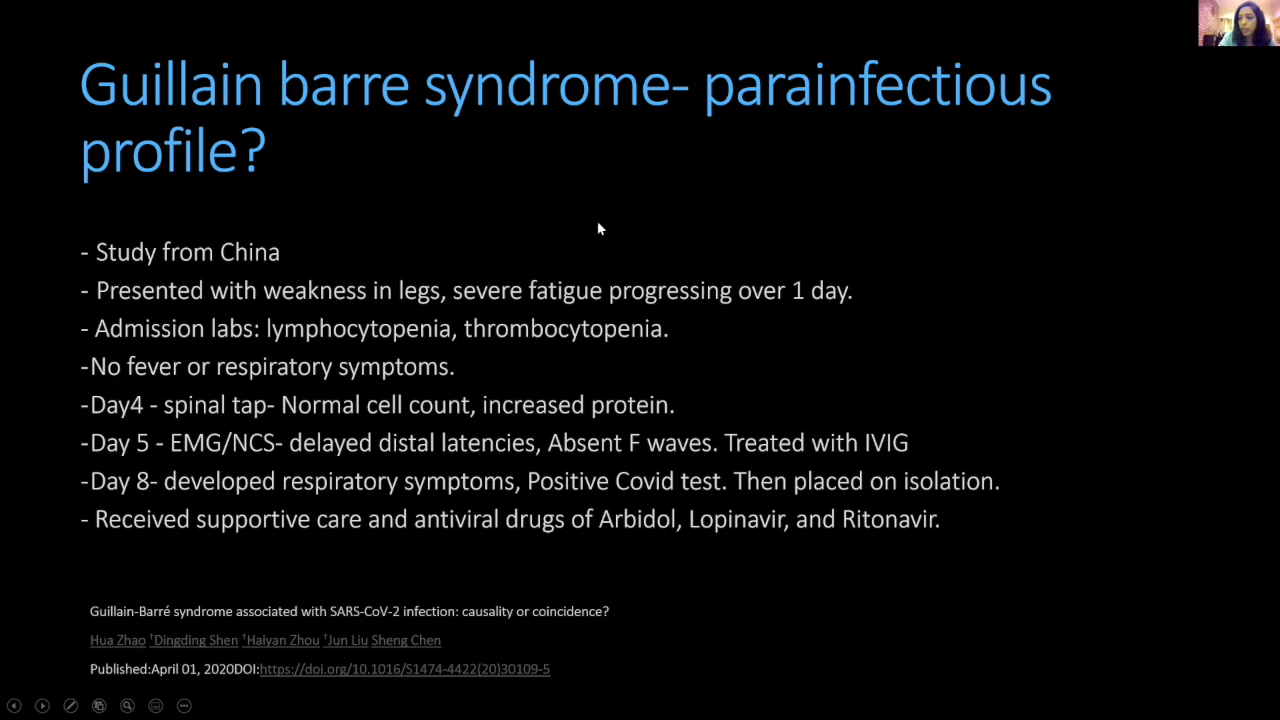 Guillain barre syndrome- parainfectious
profile?
- Study from China
- Presented with weakness in legs, severe fatigue progressing over 1 day.
- Admission labs: lymphocytopenia, thrombocytopenia.
-No fever or respiratory symptoms.
-Day4 - spinal tap- Normal cell count, increased protein.
-Day 5 - EMG/NCS- delayed distal latencies, Absent F waves. Treated with IVIG
-Day 8- developed respiratory symptoms, Positive Covid test. Then placed on isolation.
- Received supportive care and antiviral drugs of Arbidol, Lopinavir, and Ritonavir.
Guillain-Barré syndrome associated with SARS-CoV-2 infection: causality or coincidence?
Hua Zhao †Dingding Shen †Haiyan Zhou †Jun Liu Sheng Chen
Published:April 01, 2020DOI:https://doi.org/10.1016/S1474-4422(20)30109-5